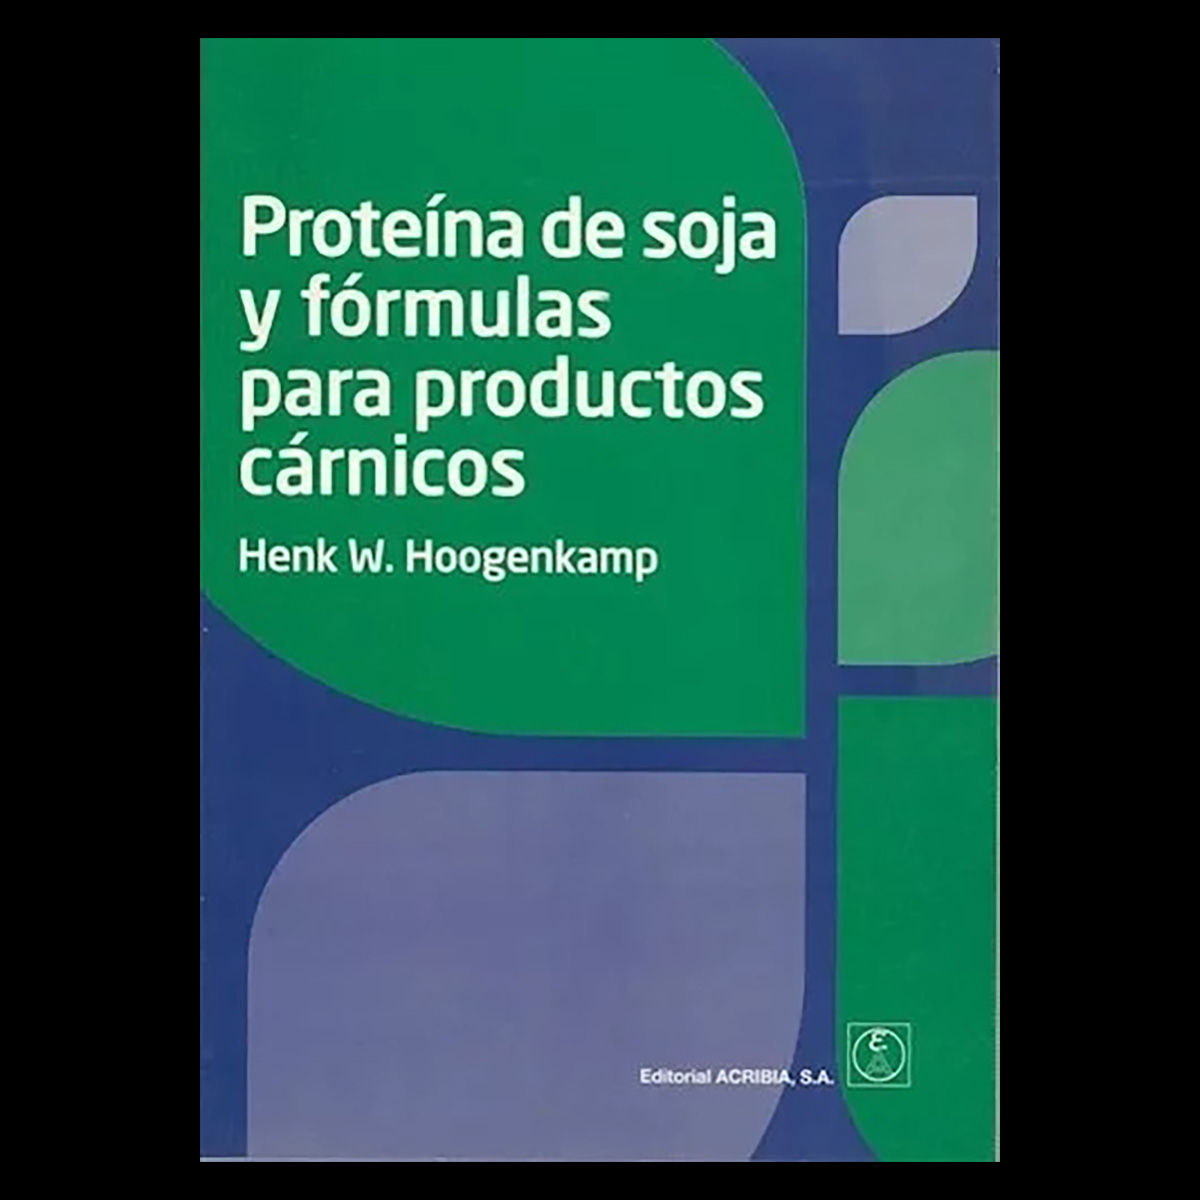 Proteína de soja
y fórmulas
para productos
cárnicos
Henk W. Hoogenkamp
Editorial ACRIBIA, S.A.